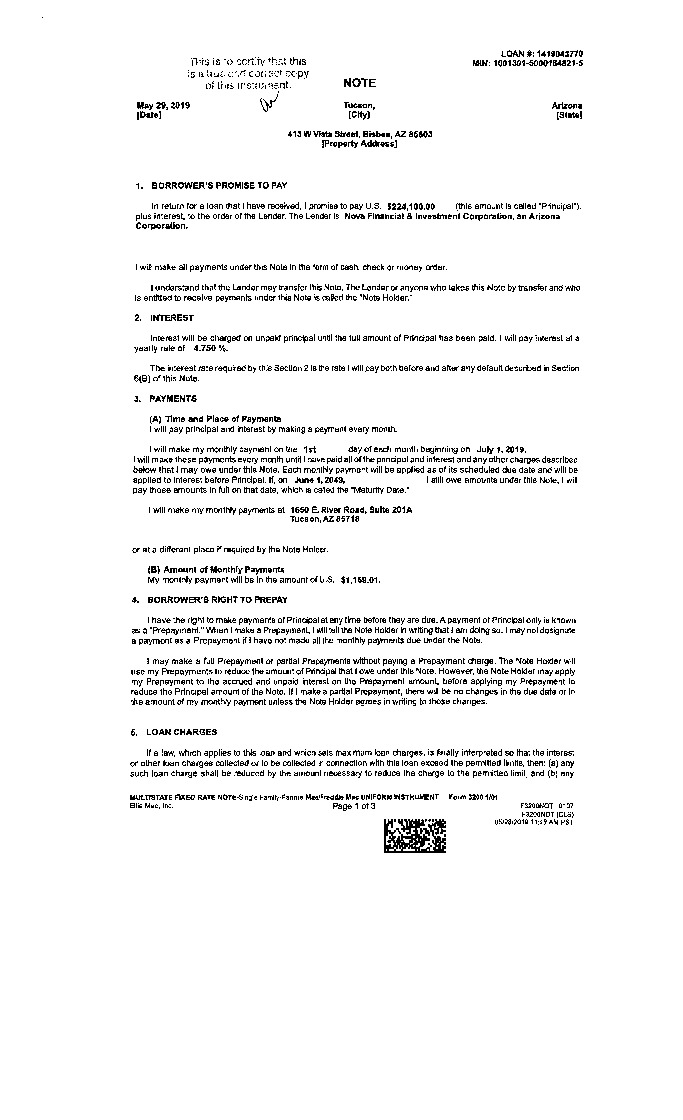 LOAN #: 1419043770
MIN: 1001301-5000164821-5
This is to certify that this
is a true and correct copy
of this instrument.
NOTE
May 29, 2019 Tucson, Arizona
[Date] [City] [State]
413 W Vista Street, Bisbee, AZ 85603
[Property Address]
1. BORROWER'S PROMISE TO PAY
In return for a loan that I have received, I promise to pay U.S. $224,100.00 (this amount is called "Principal"),
plus interest, to the order of the Lender. The Lender is Nova Financial & Investment Corporation, an Arizona
Corporation.
I will make all payments under this Note in the form of cash, check or money order.
I understand that the Lender may transfer this Note. The Lender or anyone who takes this Note by transfer and who
is entitled to receive payments under this Note is called the "Note Holder."
2. INTEREST
Interest will be charged on unpaid principal until the full amount of Principal has been paid. I will pay interest at a
yearly rate of 4.750 %.
The interest rate required by this Section 2 is the rate I will pay both before and after any default described in Section
6(B) of this Note.
3. PAYMENTS
(A) Time and Place of Payments
I will pay principal and interest by making a payment every month.
I will make my monthly payment on the 1st day of each month beginning on July 1, 2019.
I will make these payments every month until I have paid all of the principal and interest and any other charges described
below that I may owe under this Note. Each monthly payment will be applied as of its scheduled due date and will be
applied to interest before Principal. If, on June 1, 2049, I still owe amounts under this Note, I will
pay those amounts in full on that date, which is called the "Maturity Date."
I will make my monthly payments at 1650 E. River Road, Suite 201A
Tucson, AZ 85718
or at a different place if required by the Note Holder.
(B) Amount of Monthly Payments
My monthly payment will be in the amount of U.S. $1,169.01.
4. BORROWER'S RIGHT TO PREPAY
I have the right to make payments of Principal at any time before they are due. A payment of Principal only is known
as a "Prepayment." When I make a Prepayment, I will tell the Note Holder in writing that I am doing so. I may not designate
a payment as a Prepayment if I have not made all the monthly payments due under the Note.
I may make a full Prepayment or partial Prepayments without paying a Prepayment charge. The Note Holder will
use my Prepayments to reduce the amount of Principal that I owe under this Note. However, the Note Holder may apply
my Prepayment to the accrued and unpaid interest on the Prepayment amount, before applying my Prepayment to
reduce the Principal amount of the Note. If I make a partial Prepayment, there will be no changes in the due date or in
the amount of my monthly payment unless the Note Holder agrees in writing to those changes.
5. LOAN CHARGES
If a law, which applies to this loan and which sets maximum loan charges, is finally interpreted so that the interest
or other loan charges collected or to be collected in connection with this loan exceed the permitted limits, then: (a) any
such loan charge shall be reduced by the amount necessary to reduce the charge to the permitted limit; and (b) any
MULTISTATE FIXED RATE NOTE-Single Family-Fannie Mae/Freddie Mac UNIFORM INSTRUMENT Form 3200 1/01
Ellie Mae, Inc. Page 1 of 3 F3200NOT 0107
F3200NOT (CLS)
05/28/2019 11:39 AM PST